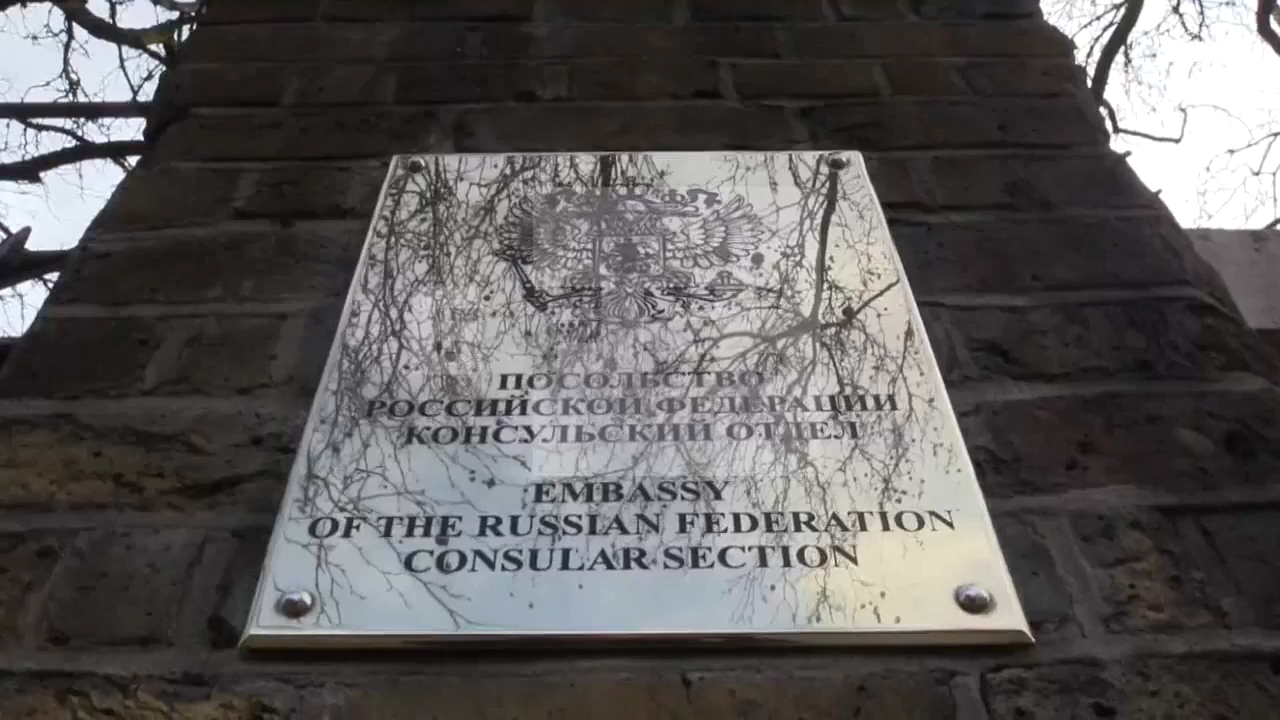 ПОСОЛЬСТВО
РОССИЙСКОЙ ФЕДЕРАЦИИ
КОНСУЛЬСКИЙ ОТДЕЛ
EMBASSY
OF THE RUSSIAN FEDERATION
CONSULAR SECTION